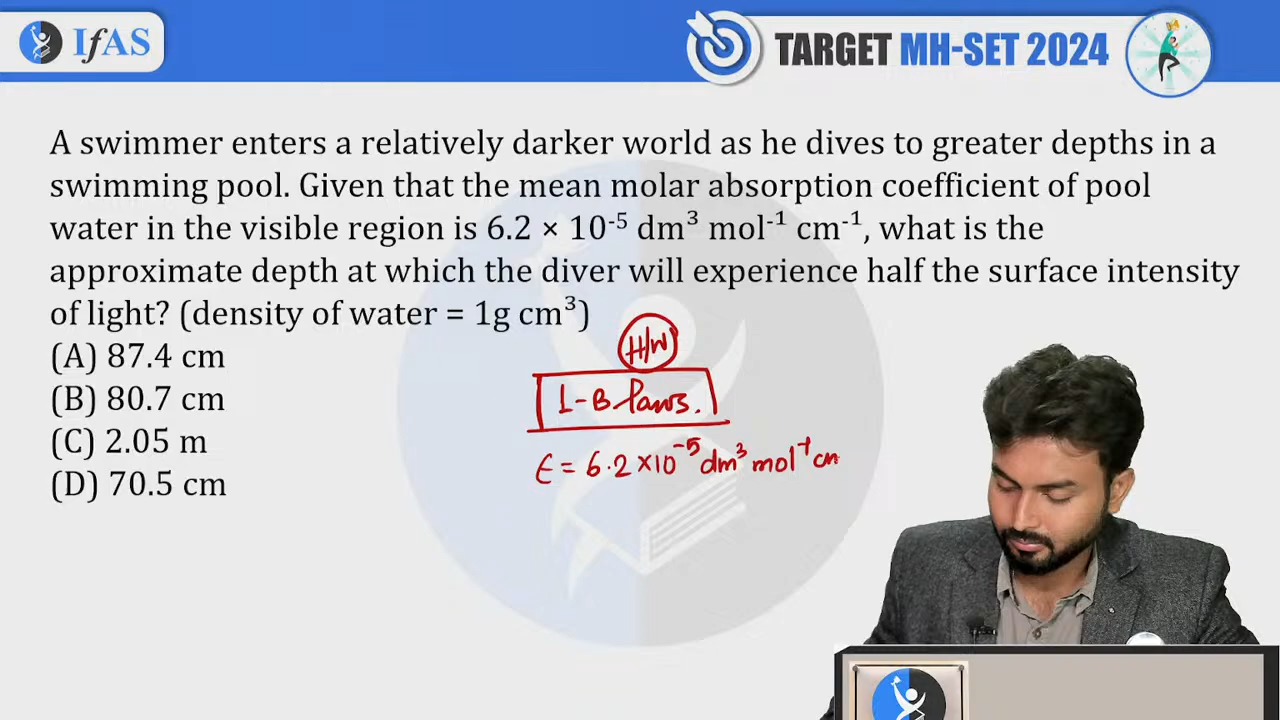 IfAS
TARGET MH-SET 2024
A swimmer enters a relatively darker world as he dives to greater depths in a
swimming pool. Given that the mean molar absorption coefficient of pool
water in the visible region is 6.2 × 10⁻⁵ dm³ mol⁻¹ cm⁻¹, what is the
approximate depth at which the diver will experience half the surface intensity
of light? (density of water = 1g cm³)
(A) 87.4 cm
(B) 80.7 cm
(C) 2.05 m
(D) 70.5 cm
H/W
L-B laws.
ε = 6.2 ×10⁻⁵ dm³ mol⁻¹ cm